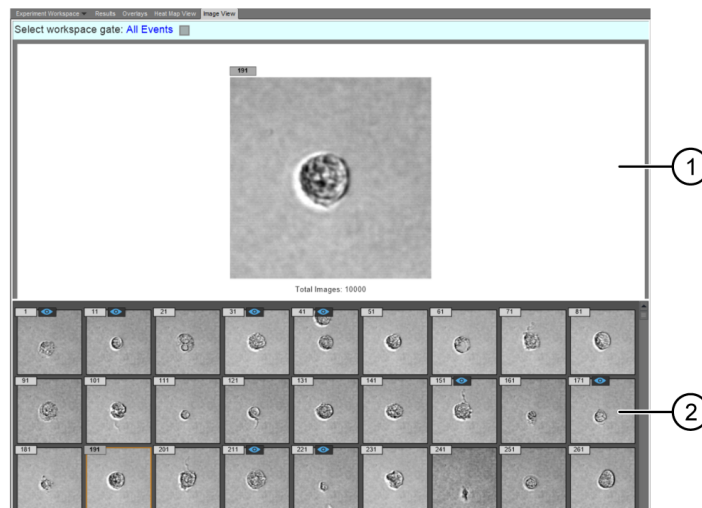 Experiment Workspace Results Overlays Heat Map View Image View
Select workspace gate: All Events
191
1
Total Images: 10000
1 11 21 31 41 51 61 71 81
91 101 111 121 131 141 151 161 171
2
181 191 201 211 221 231 241 251 261